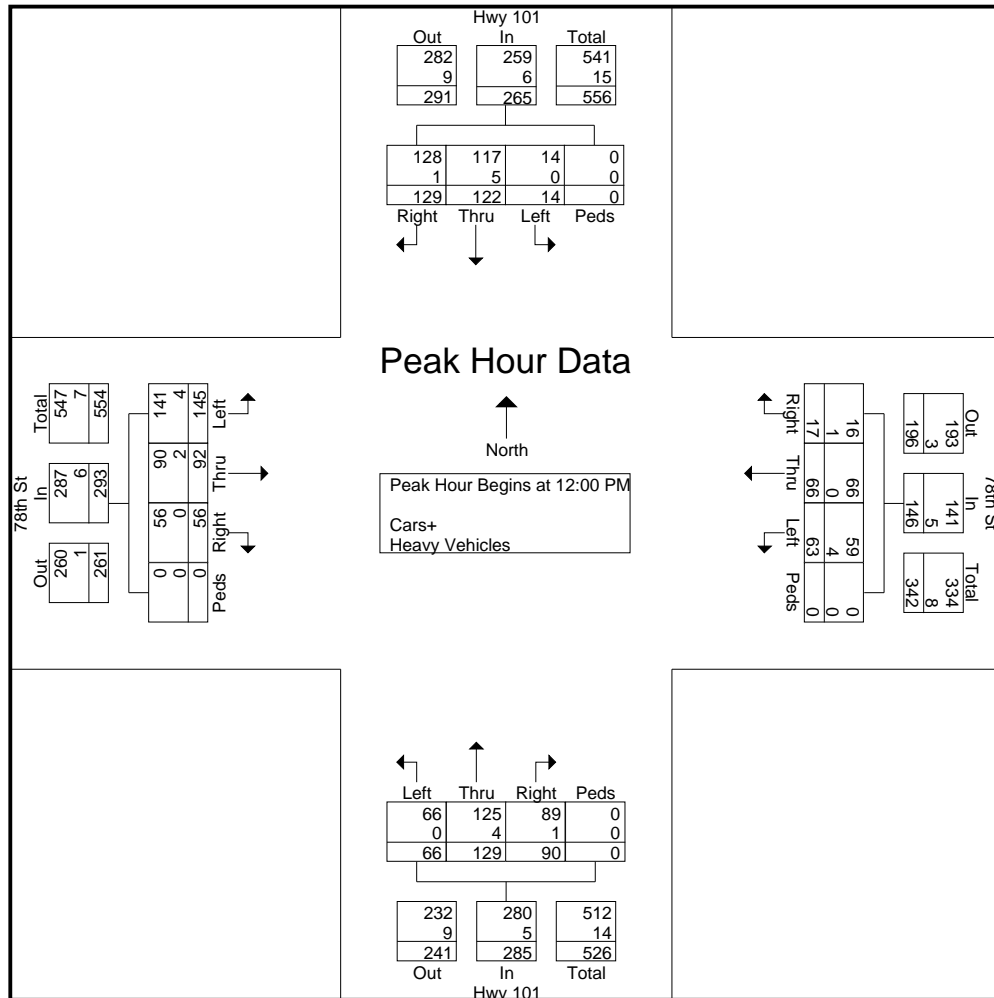 Hwy 101
Out In Total
282 259 541
9 6 15
291 265 556
128 117 14 0
1 5 0 0
129 122 14 0
Right Thru Left Peds
Peak Hour Data
North
Peak Hour Begins at 12:00 PM
Cars+
Heavy Vehicles
78th St
Total In Out
547 287 260
7 6 1
554 293 261
141 90 56 0
4 2 0 0
145 92 56 0
Left Thru Right Peds
78th St
Out In Total
193 141 334
3 5 8
196 146 342
16 66 59 0
1 0 4 0
17 66 63 0
Right Thru Left Peds
Left Thru Right Peds
66 125 89 0
0 4 1 0
66 129 90 0
232 280 512
9 5 14
241 285 526
Out In Total
Hwy 101